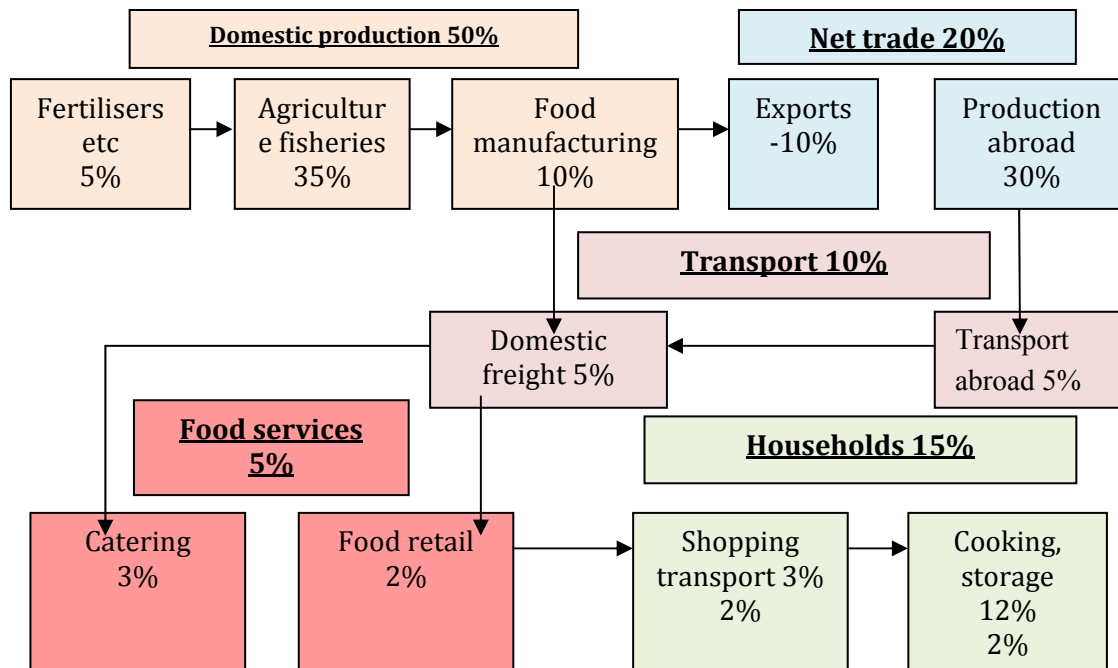 Domestic production 50%
Net trade 20%
Fertilisers
etc
5%
Agricultur
e fisheries
35%
Food
manufacturing
10%
Exports
-10%
Production
abroad
30%
Transport 10%
Domestic
freight 5%
Transport
abroad 5%
Food services
5%
Households 15%
Catering
3%
Food retail
2%
Shopping
transport 3%
2%
Cooking,
storage
12%
2%